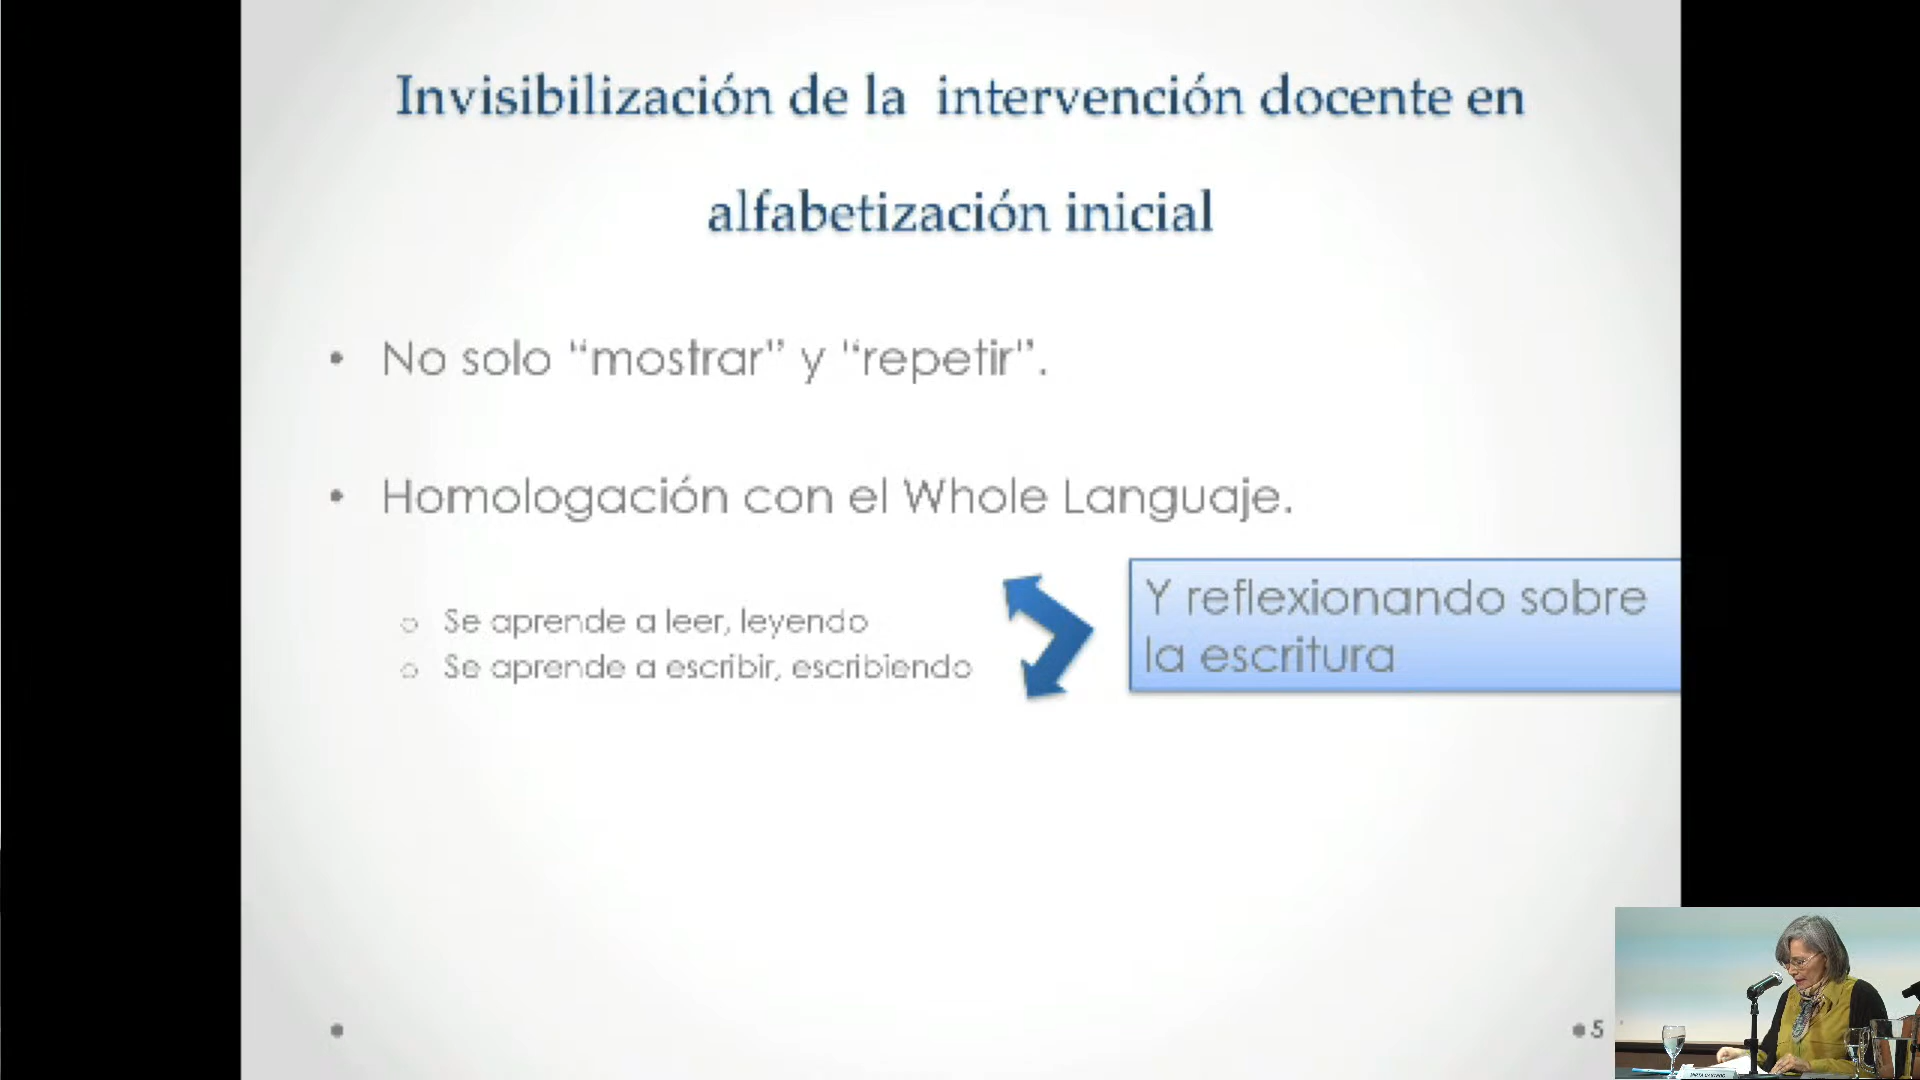 Invisibilización de la intervención docente en
alfabetización inicial
• No solo “mostrar” y “repetir”.
• Homologación con el Whole Languaje.
o Se aprende a leer, leyendo
o Se aprende a escribir, escribiendo
Y reflexionando sobre
la escritura
• 5